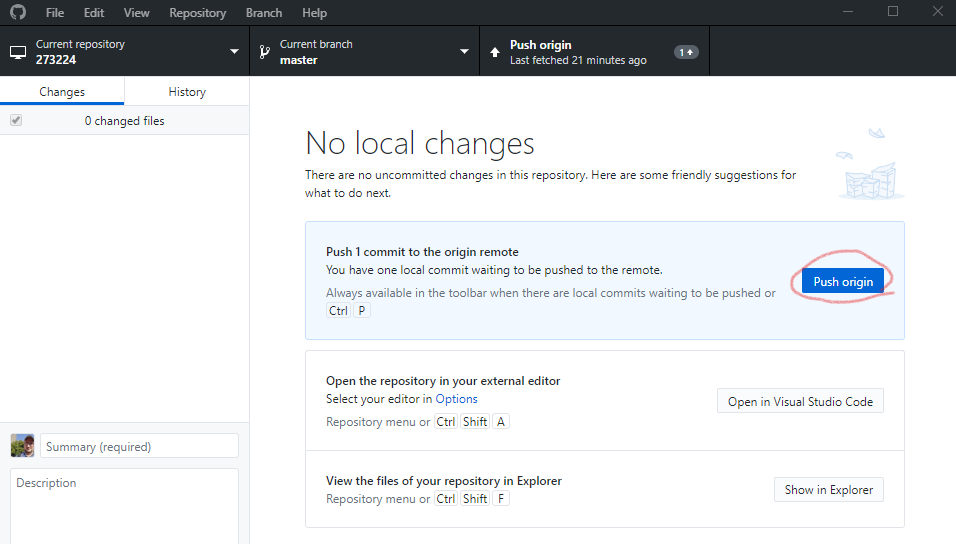 File Edit View Repository Branch Help
Current repository
273224
Current branch
master
Push origin
Last fetched 21 minutes ago
1
Changes
History
0 changed files
No local changes
There are no uncommitted changes in this repository. Here are some friendly suggestions for
what to do next.
Push 1 commit to the origin remote
You have one local commit waiting to be pushed to the remote.
Always available in the toolbar when there are local commits waiting to be pushed or
Ctrl P
Push origin
Open the repository in your external editor
Select your editor in Options
Repository menu or Ctrl Shift A
Open in Visual Studio Code
View the files of your repository in Explorer
Repository menu or Ctrl Shift F
Show in Explorer
Summary (required)
Description